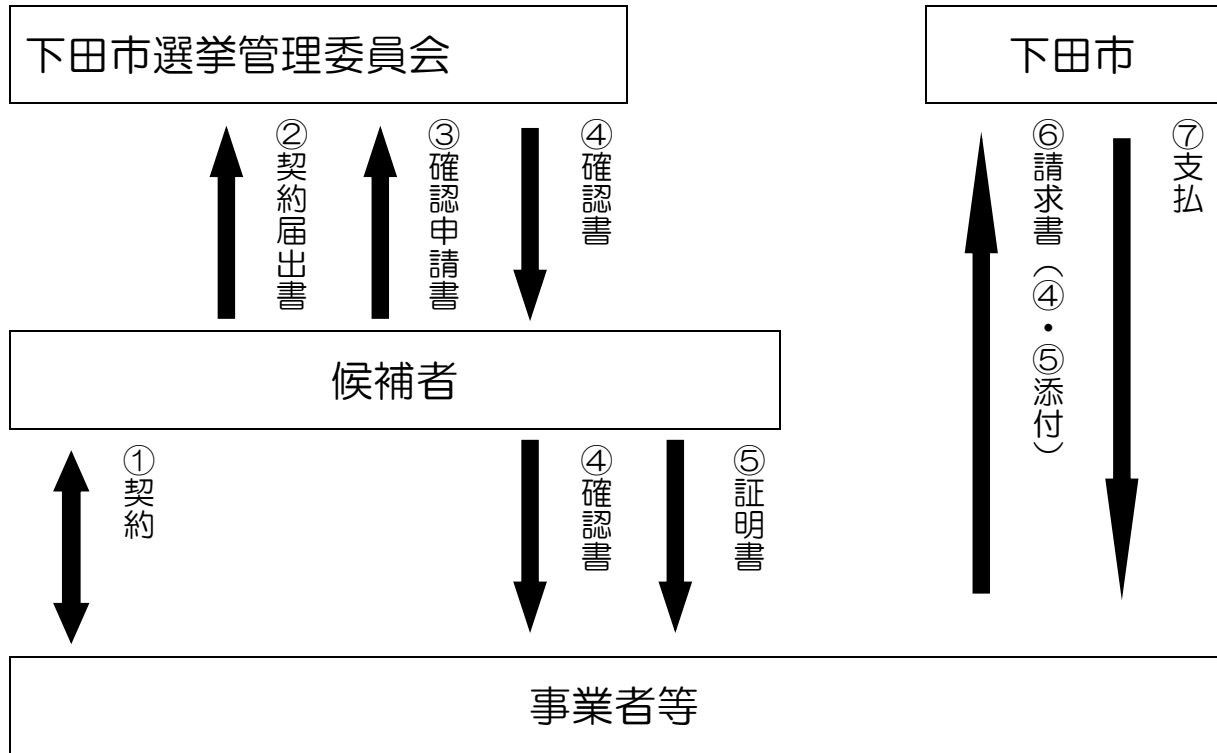 下田市選挙管理委員会
下田市
②契約届出書
③確認申請書
④確認書
⑥請求書（④・⑤添付）
⑦支払
候補者
①契約
④確認書
⑤証明書
事業者等